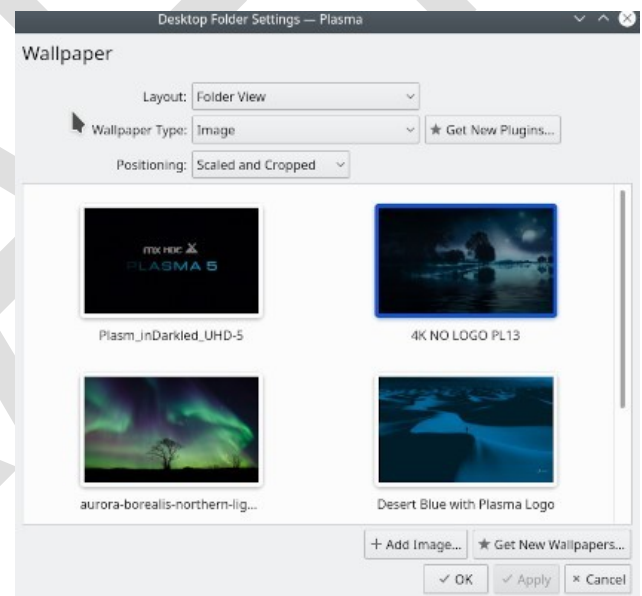 Desktop Folder Settings — Plasma
Wallpaper
Layout: Folder View
Wallpaper Type: Image
★ Get New Plugins...
Positioning: Scaled and Cropped
PLASMA 5
Plasm_inDarkled_UHD-5
4K NO LOGO PL13
aurora-borealis-northern-lig...
Desert Blue with Plasma Logo
+ Add Image...
★ Get New Wallpapers...
✓ OK
✓ Apply
× Cancel